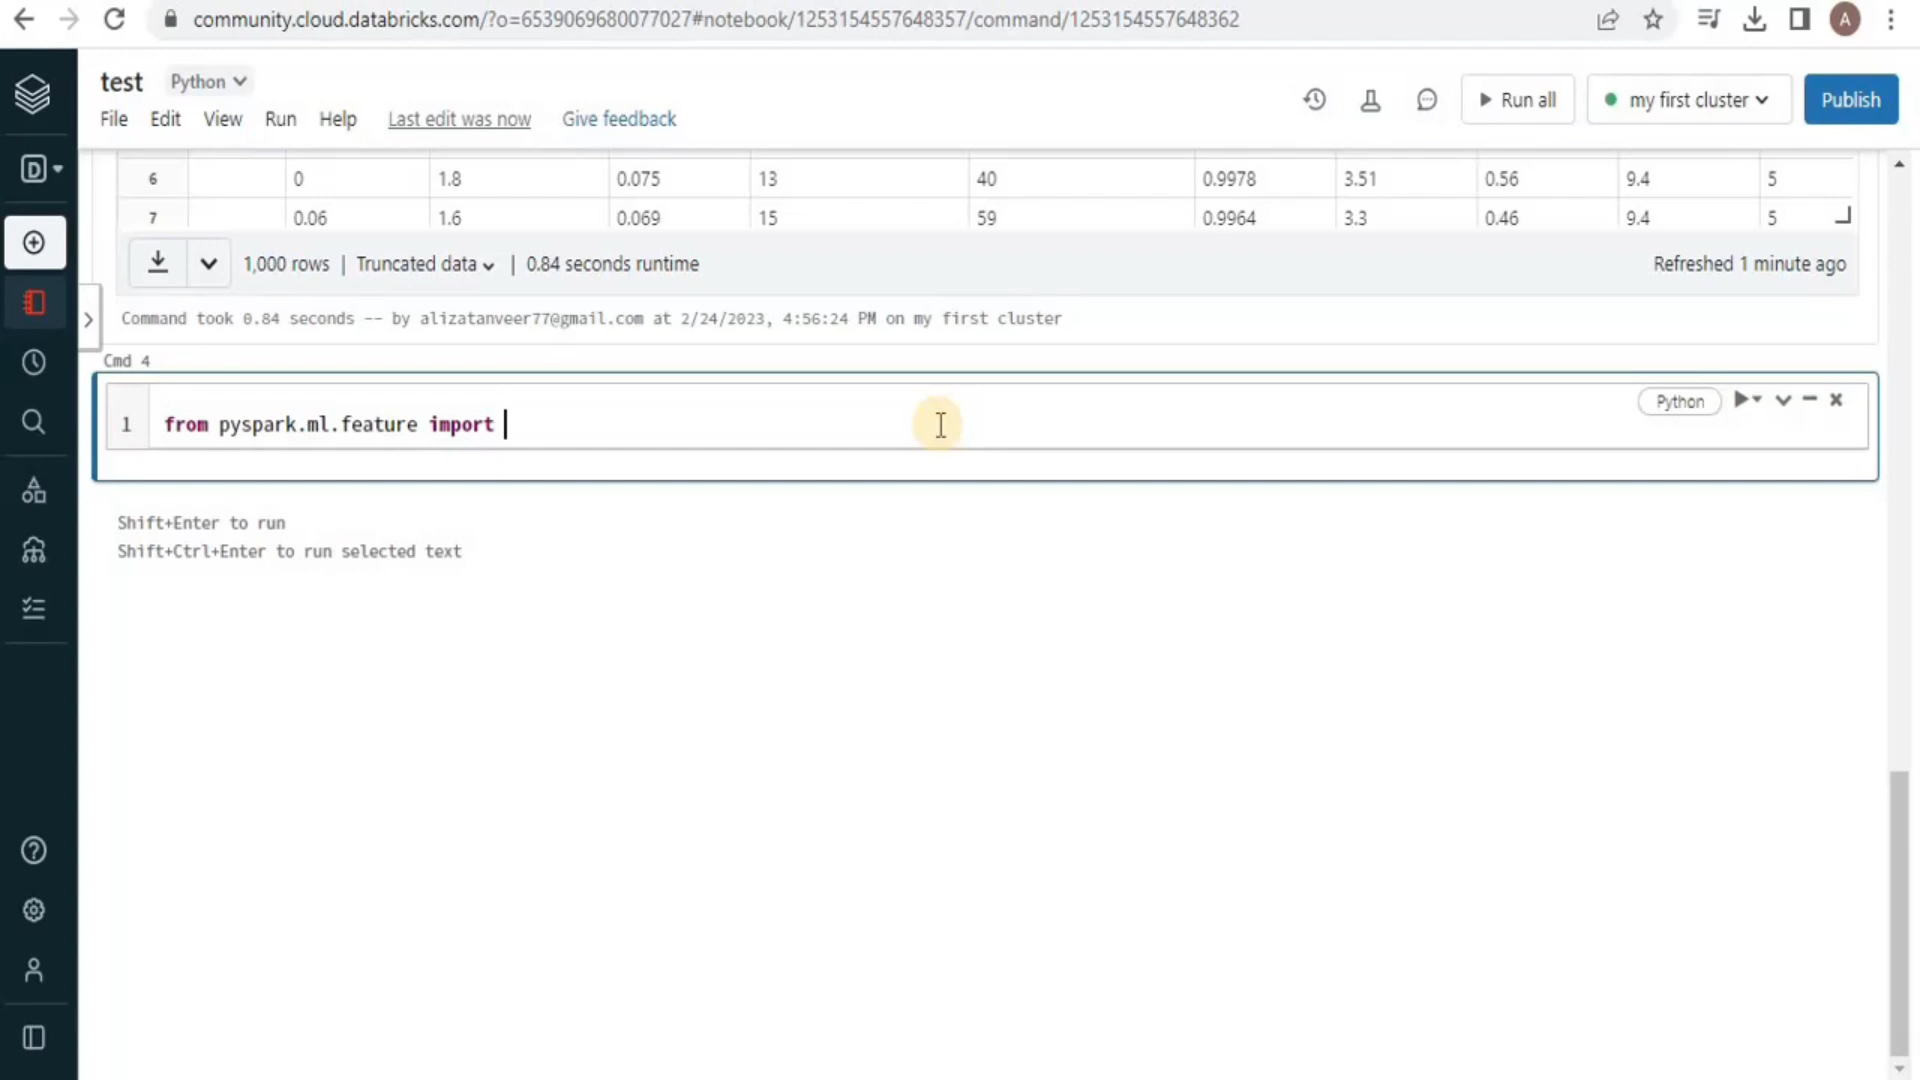 community.cloud.databricks.com/?o=6539069680077027#notebook/1253154557648357/command/1253154557648362
A
test Python
File Edit View Run Help Last edit was now Give feedback
Run all my first cluster Publish
D
6 0 1.8 0.075 13 40 0.9978 3.51 0.56 9.4 5
7 0.06 1.6 0.069 15 59 0.9964 3.3 0.46 9.4 5
1,000 rows | Truncated data | 0.84 seconds runtime Refreshed 1 minute ago
Command took 0.84 seconds -- by alizatanveer77@gmail.com at 2/24/2023, 4:56:24 PM on my first cluster
Cmd 4
Python
1 from pyspark.ml.feature import
Shift+Enter to run
Shift+Ctrl+Enter to run selected text